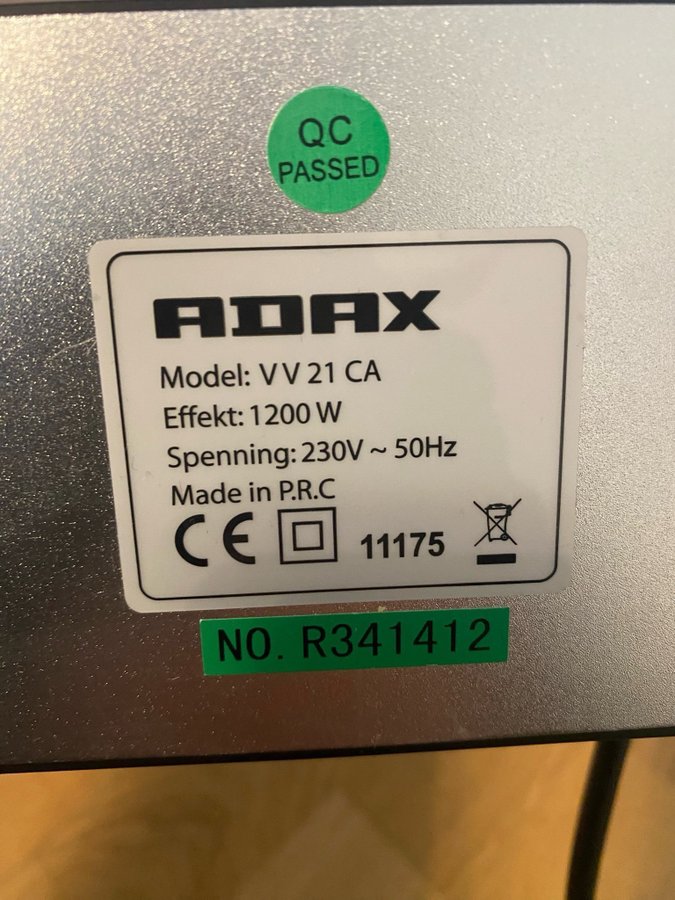 QC
PASSED
ADAX
Model: V V 21 CA
Effekt: 1200 W
Spenning: 230V ~ 50Hz
Made in P.R.C
CE 11175
NO. R341412